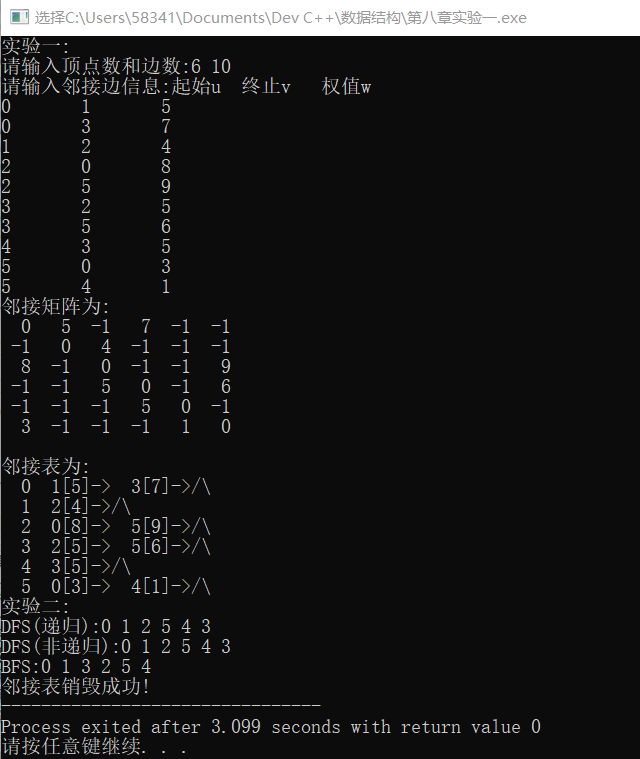 选择C:\Users\58341\Documents\Dev C++\数据结构\第八章实验一.exe
实验一:
请输入顶点数和边数:6 10
请输入邻接边信息:起始u  终止v   权值w
0       1       5
0       3       7
1       2       4
2       0       8
2       5       9
3       2       5
3       5       6
4       3       5
5       0       3
5       4       1
邻接矩阵为:
  0   5  -1   7  -1  -1
 -1   0   4  -1  -1  -1
  8  -1   0  -1  -1   9
 -1  -1   5   0  -1   6
 -1  -1  -1   5   0  -1
  3  -1  -1  -1   1   0
邻接表为:
  0  1[5]->  3[7]->/\
  1  2[4]->/\
  2  0[8]->  5[9]->/\
  3  2[5]->  5[6]->/\
  4  3[5]->/\
  5  0[3]->  4[1]->/\
实验二:
DFS(递归):0 1 2 5 4 3
DFS(非递归):0 1 2 5 4 3
BFS:0 1 3 2 5 4
邻接表销毁成功!
--------------------------------
Process exited after 3.099 seconds with return value 0
请按任意键继续. . .